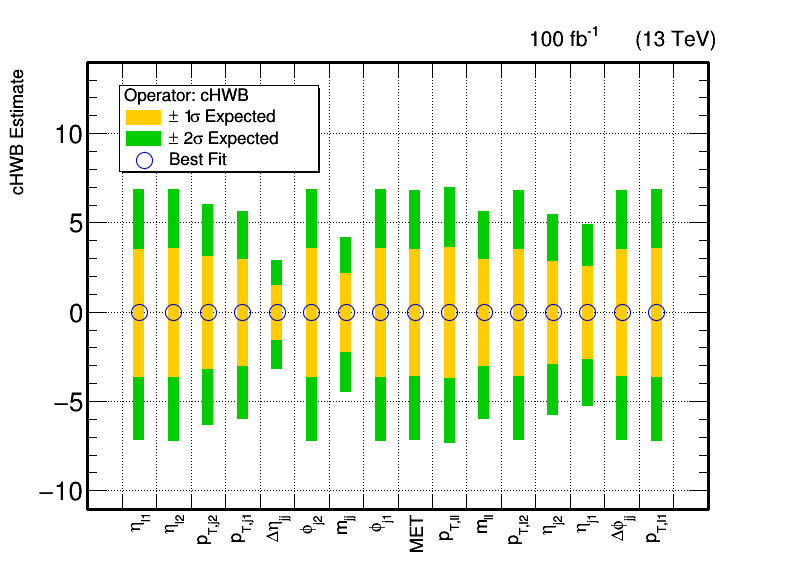 100 fb-1 (13 TeV)
cHWB Estimate
Operator: cHWB
± 1σ Expected
± 2σ Expected
Best Fit
10
5
0
−5
−10
ηl1
ηl2
pT,j2
pT,j1
Δηjj
ϕj2
mjj
ϕj1
MET
pT,ll
mll
pT,l2
ηj2
ηj1
Δϕjj
pT,l1